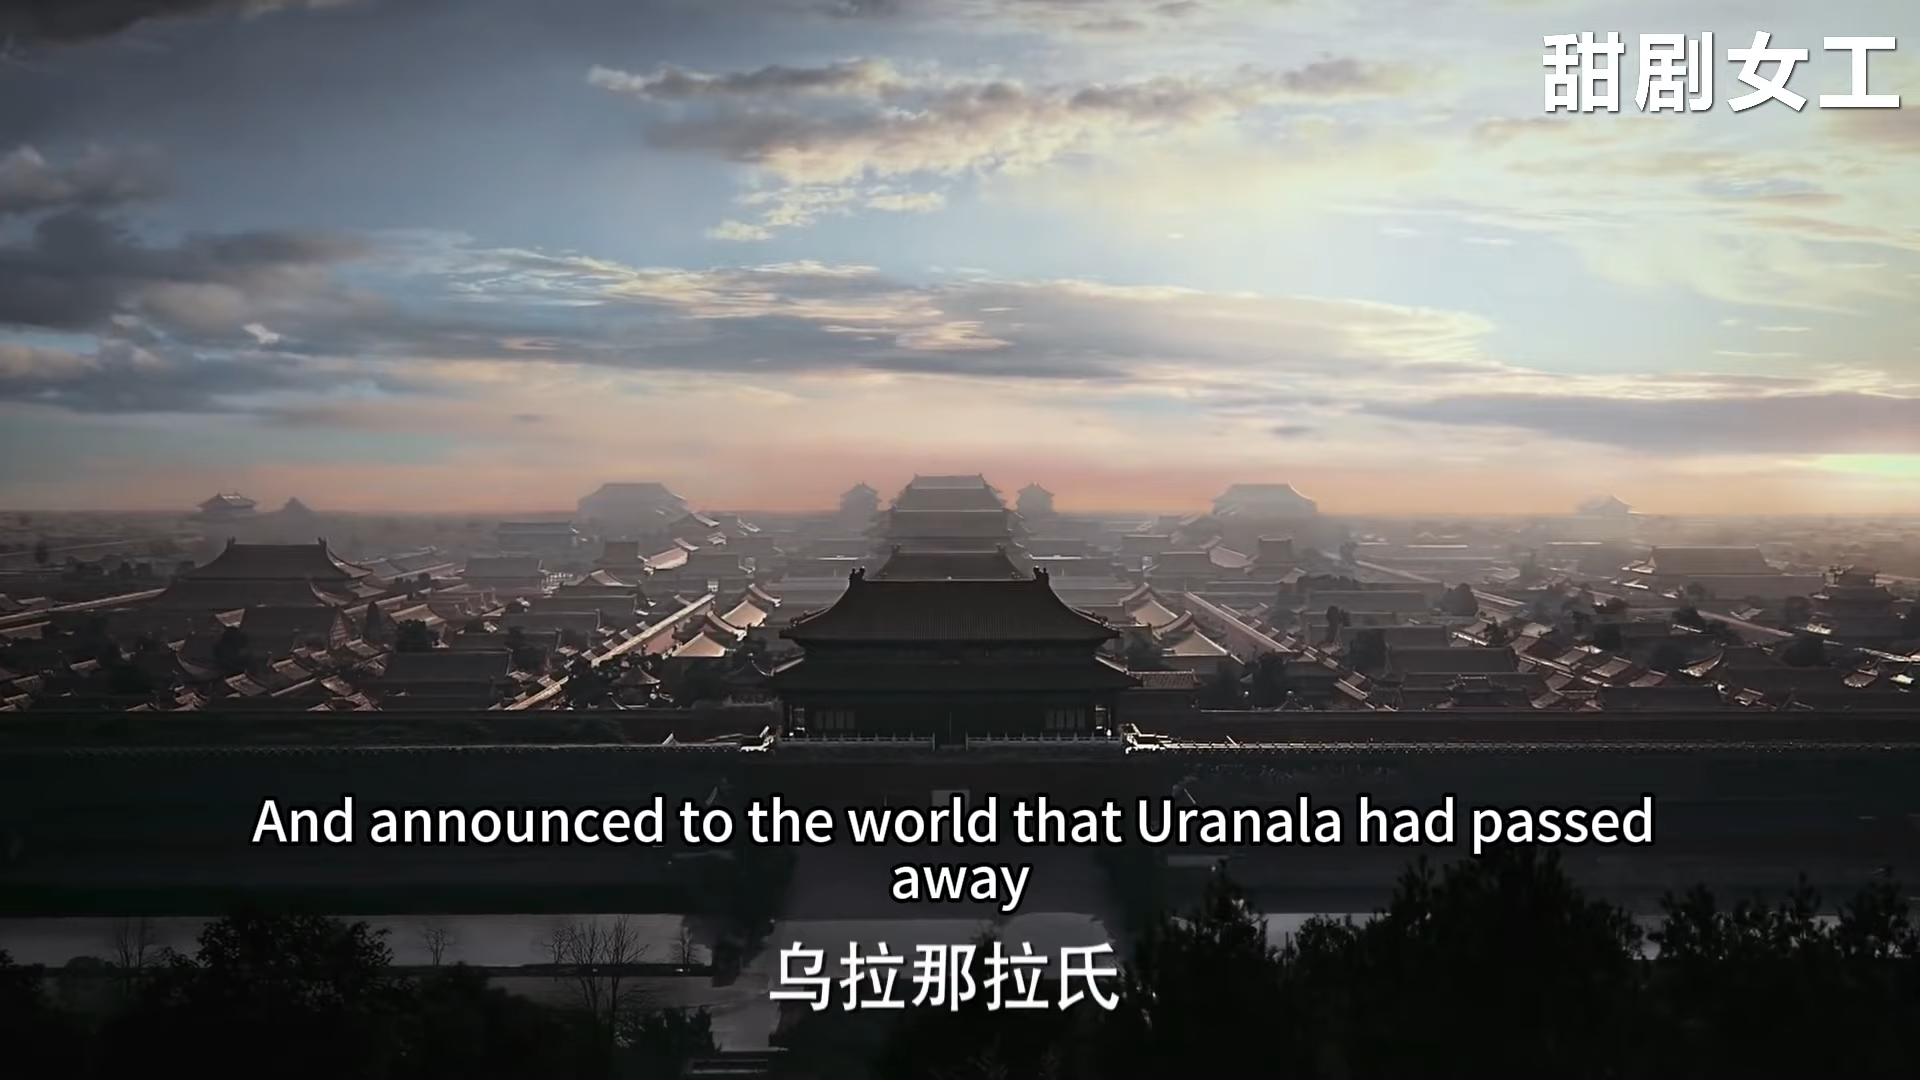 甜剧女工
And announced to the world that Uranala had passed
away
乌拉那拉氏